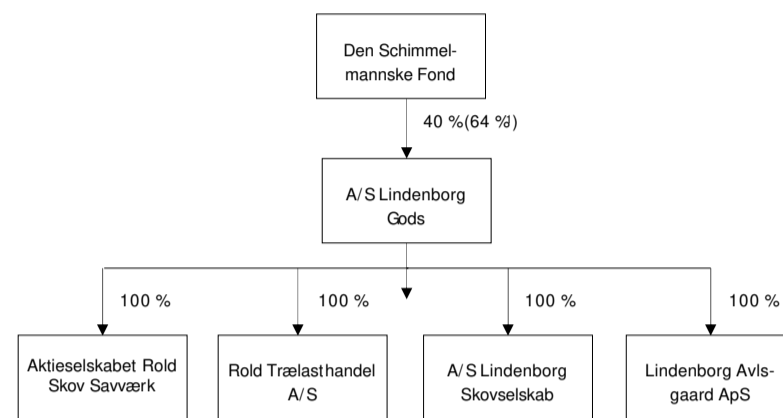 Den Schimmel-
mannske Fond
40 %(64 %)
A/S Lindenborg
Gods
100 %
100 %
100 %
100 %
Aktieselskabet Rold
Skov Savværk
Rold Trælasthandel
A/S
A/S Lindenborg
Skovselskab
Lindenborg Avls-
gaard ApS